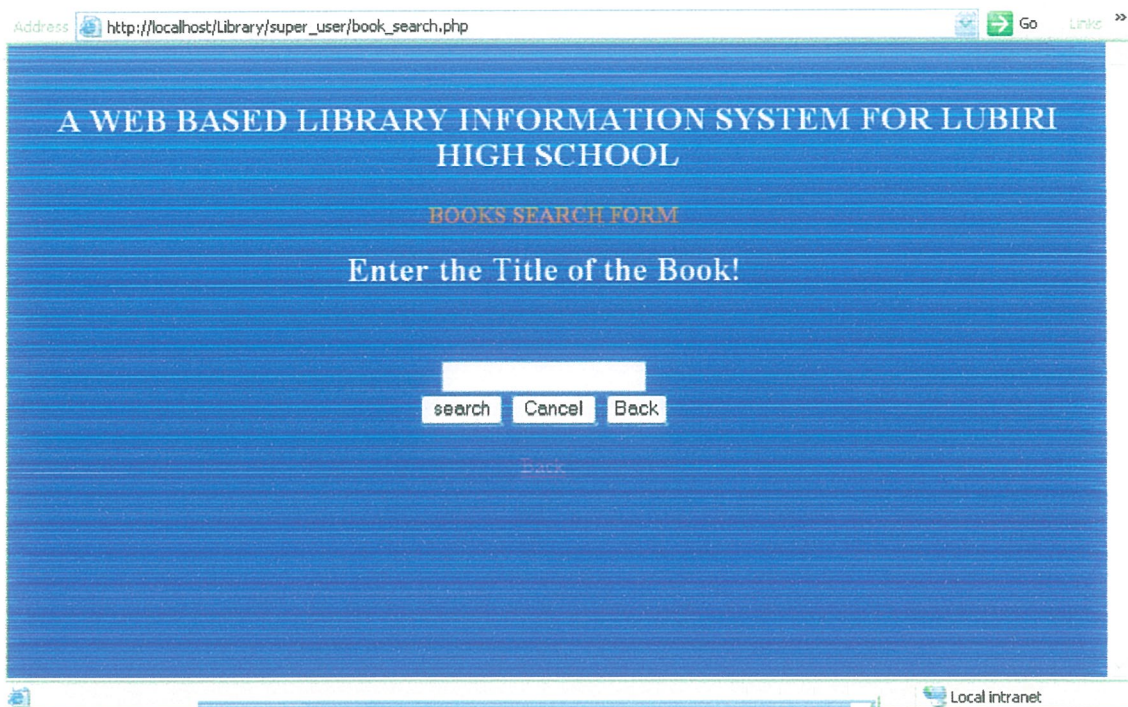 Address http://localhost/Library/super_user/book_search.php Go Links »
A WEB BASED LIBRARY INFORMATION SYSTEM FOR LUBIRI
HIGH SCHOOL
BOOKS SEARCH FORM
Enter the Title of the Book!
search Cancel Back
Back
Local intranet